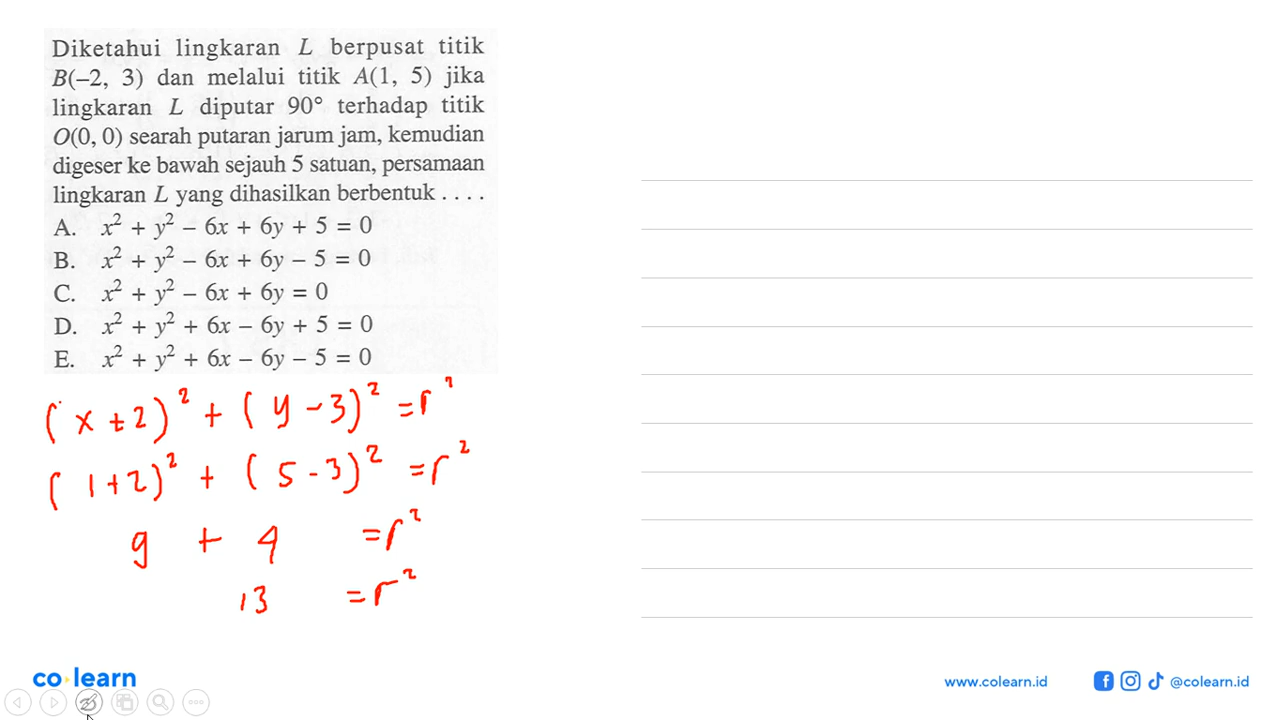 Diketahui lingkaran L berpusat titik
B(–2, 3) dan melalui titik A(1, 5) jika
lingkaran L diputar 90° terhadap titik
O(0, 0) searah putaran jarum jam, kemudian
digeser ke bawah sejauh 5 satuan, persamaan
lingkaran L yang dihasilkan berbentuk . . . .
A. x² + y² – 6x + 6y + 5 = 0
B. x² + y² – 6x + 6y – 5 = 0
C. x² + y² – 6x + 6y = 0
D. x² + y² + 6x – 6y + 5 = 0
E. x² + y² + 6x – 6y – 5 = 0
(x + 2)² + (y – 3)² = r²
(1 + 2)² + (5 - 3)² = r²
9 + 4 = r²
13 = r²
co learn
www.colearn.id
@colearn.id